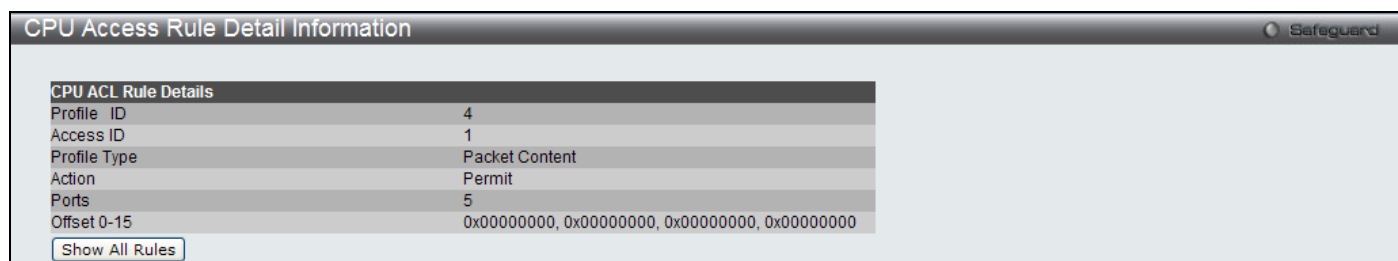 CPU Access Rule Detail Information
Safeguard
CPU ACL Rule Details
Profile ID 4
Access ID 1
Profile Type Packet Content
Action Permit
Ports 5
Offset 0-15 0x00000000, 0x00000000, 0x00000000, 0x00000000
Show All Rules